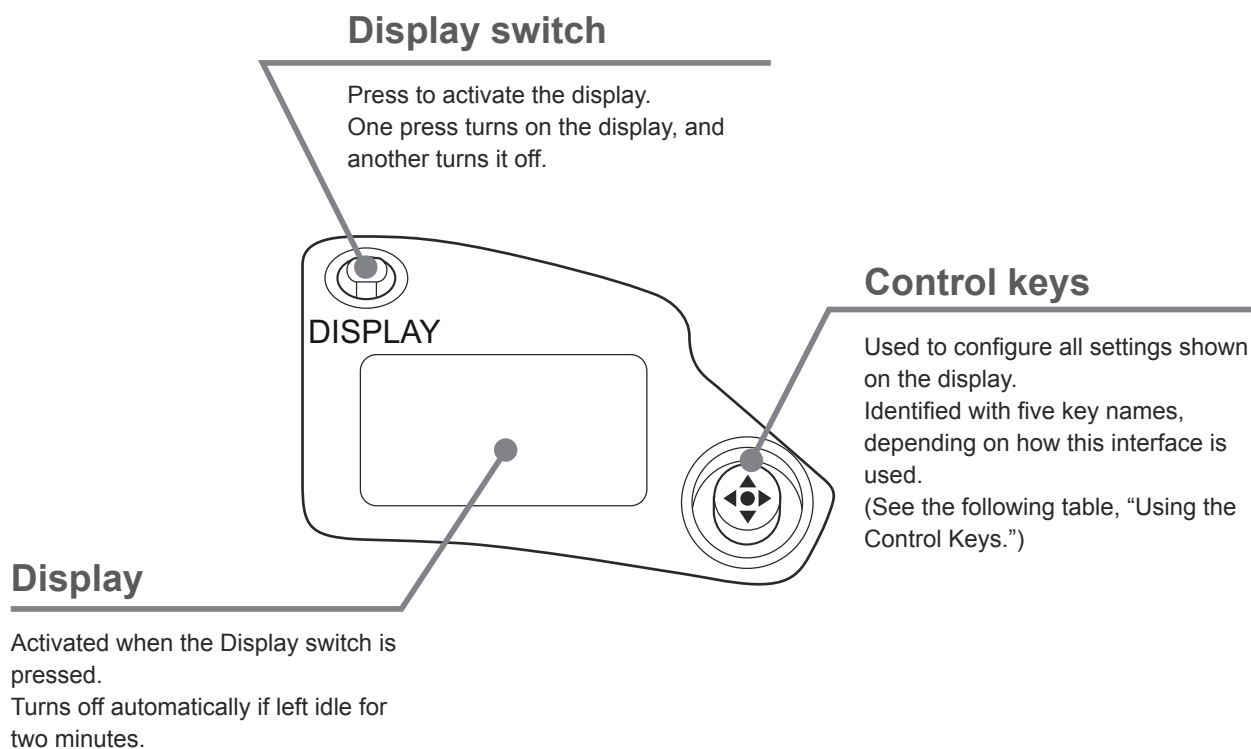 Display switch
Press to activate the display.
One press turns on the display, and
another turns it off.
DISPLAY
Control keys
Used to configure all settings shown
on the display.
Identified with five key names,
depending on how this interface is
used.
(See the following table, “Using the
Control Keys.”)
Display
Activated when the Display switch is
pressed.
Turns off automatically if left idle for
two minutes.